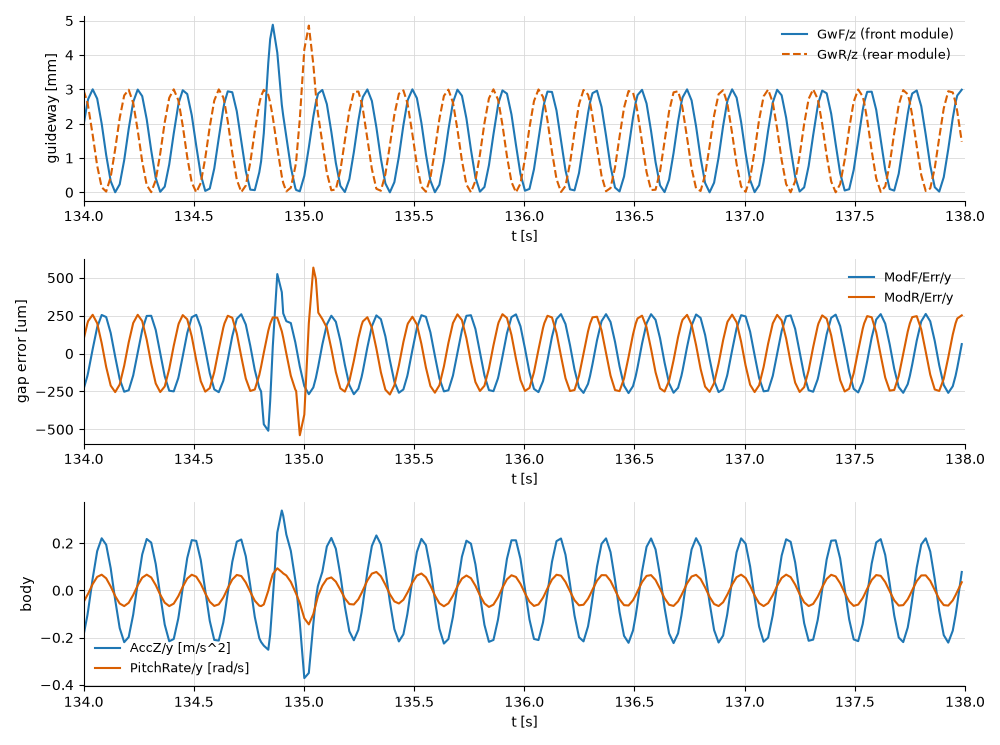 GwF/z (front module)
GwR/z (rear module)
guideway [mm]
5
4
3
2
1
0
134.0 134.5 135.0 135.5 136.0 136.5 137.0 137.5 138.0
t [s]
ModF/Err/y
ModR/Err/y
gap error [um]
500
250
0
−250
−500
134.0 134.5 135.0 135.5 136.0 136.5 137.0 137.5 138.0
t [s]
body
0.2
0.0
−0.2
−0.4
AccZ/y [m/s^2]
PitchRate/y [rad/s]
134.0 134.5 135.0 135.5 136.0 136.5 137.0 137.5 138.0
t [s]